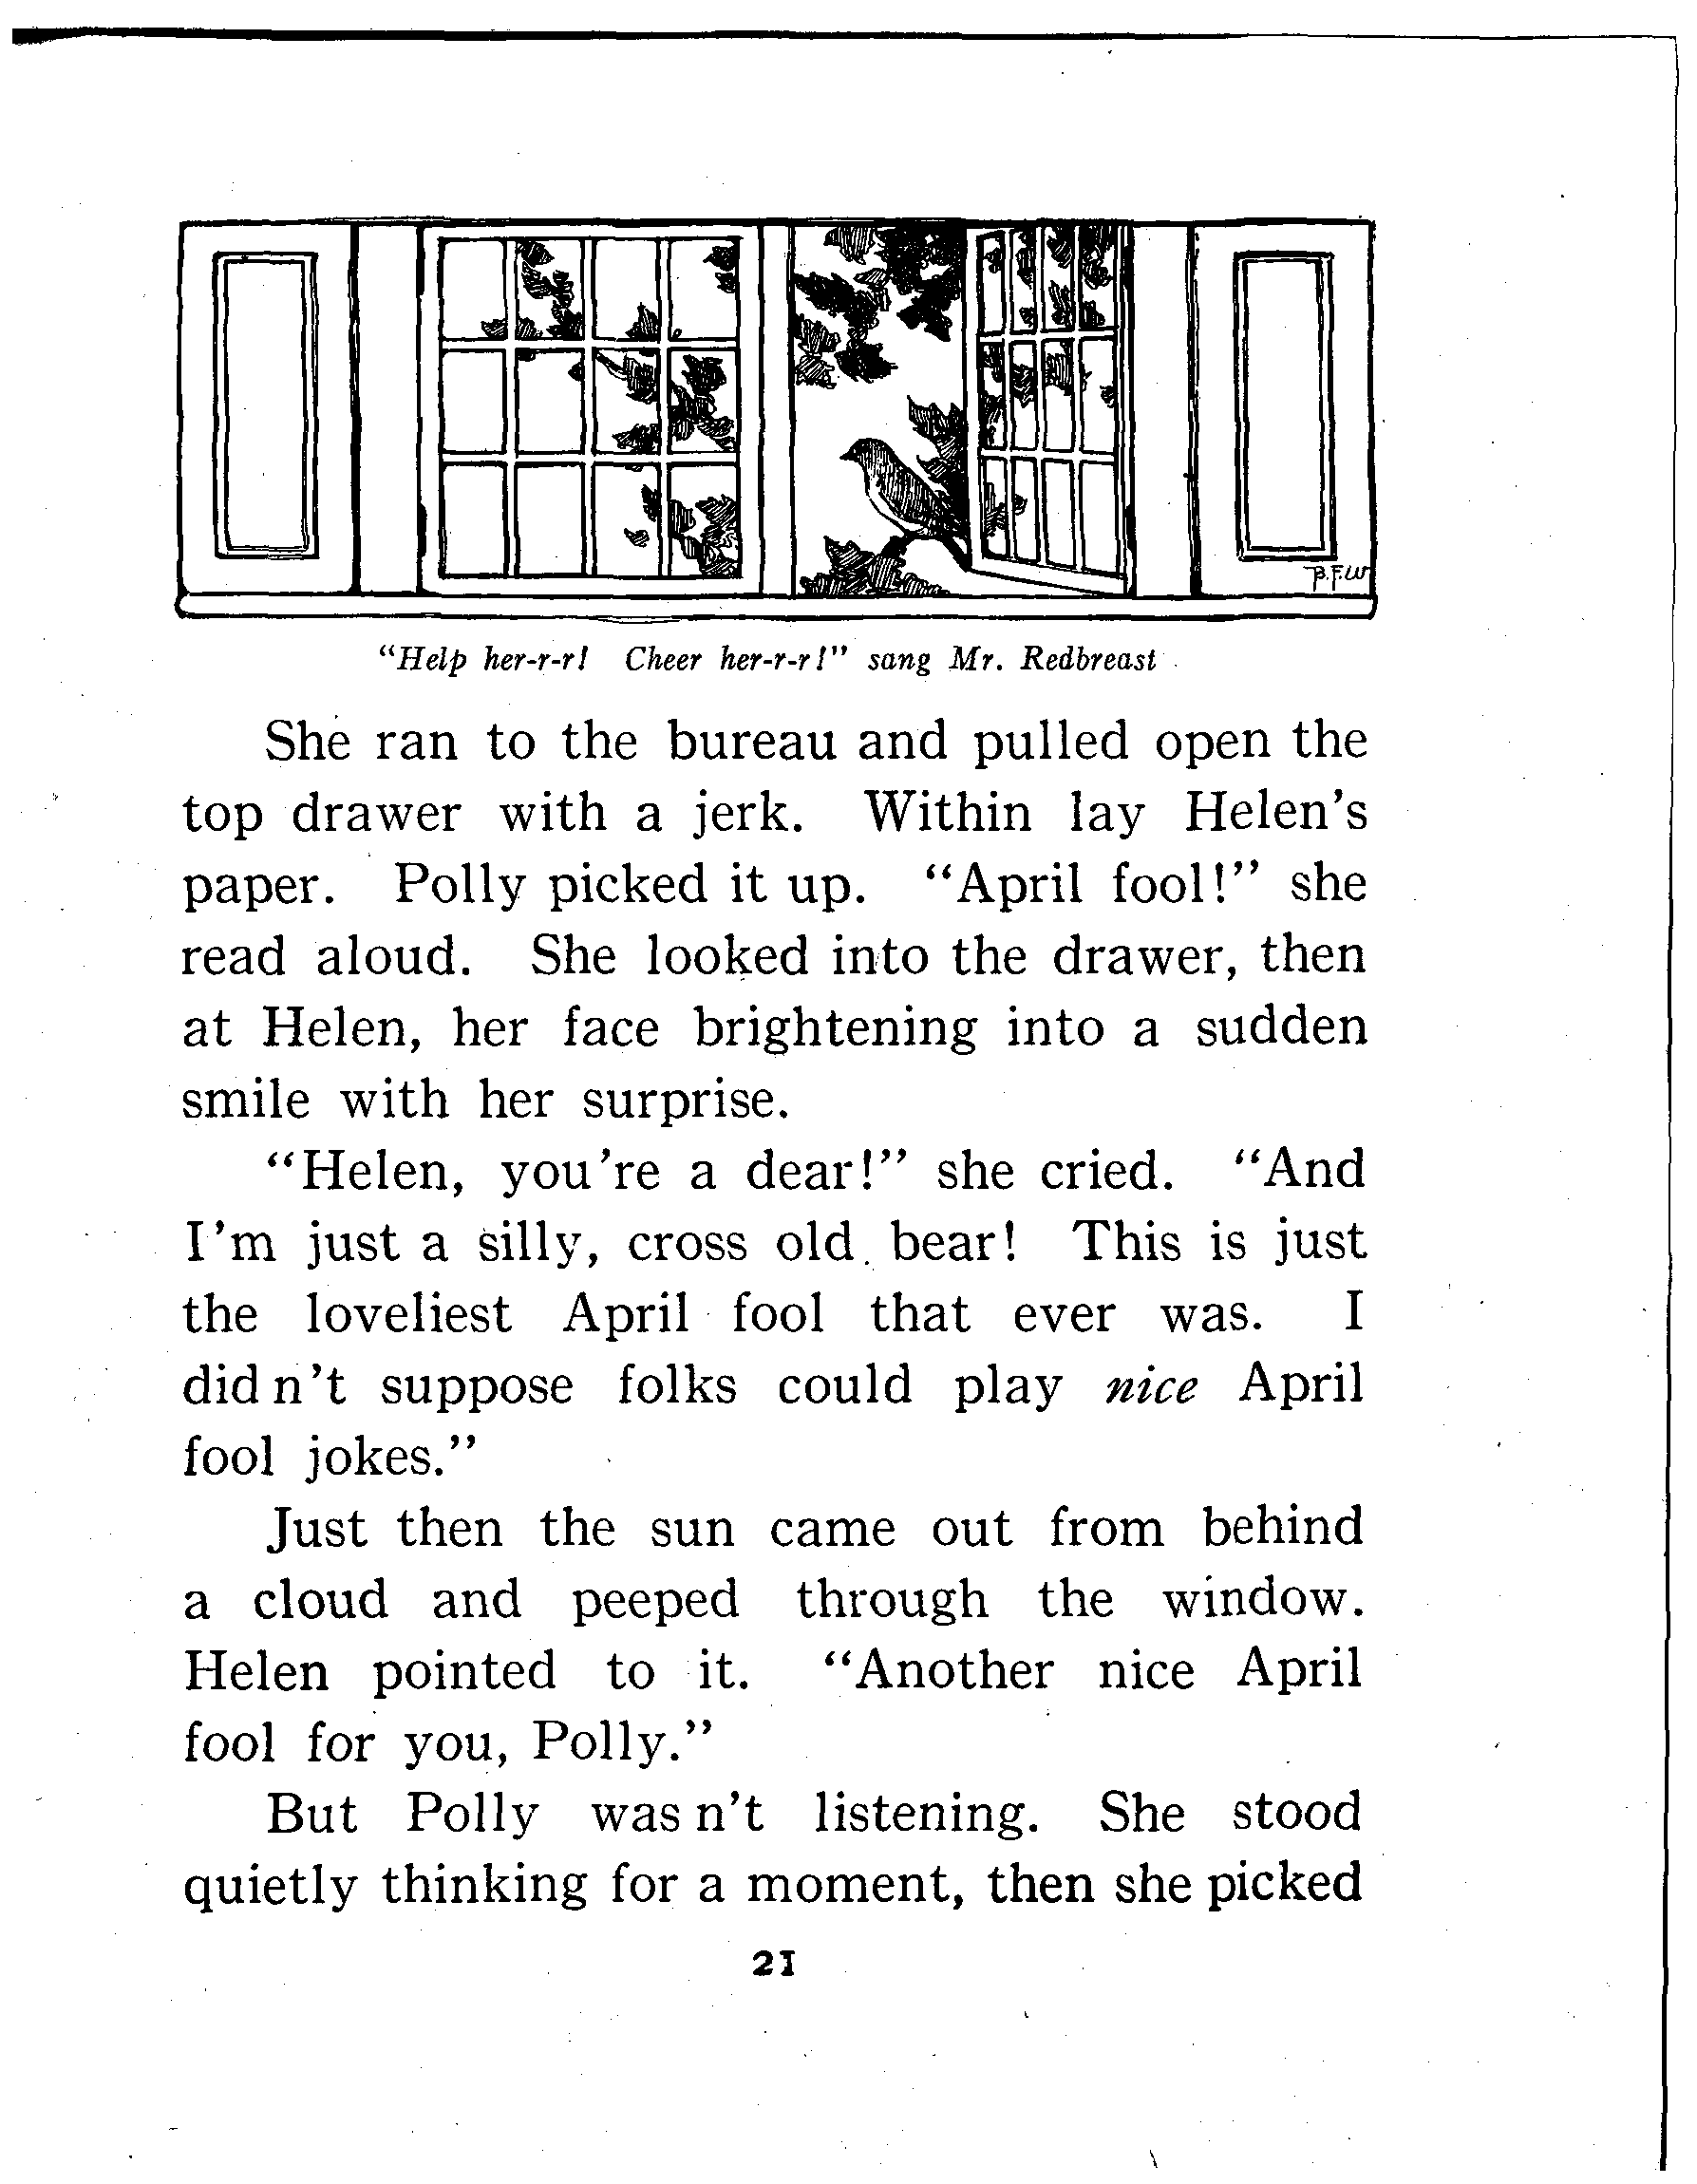 B.F.W
“Help her-r-r! Cheer her-r-r!” sang Mr. Redbreast
She ran to the bureau and pulled open the
top drawer with a jerk. Within lay Helen's
paper. Polly picked it up. “April fool!” she
read aloud. She looked into the drawer, then
at Helen, her face brightening into a sudden
smile with her surprise.
“Helen, you're a dear!” she cried. “And
I'm just a silly, cross old bear! This is just
the loveliest April fool that ever was. I
did n't suppose folks could play nice April
fool jokes.”
Just then the sun came out from behind
a cloud and peeped through the window.
Helen pointed to it. “Another nice April
fool for you, Polly.”
But Polly was n't listening. She stood
quietly thinking for a moment, then she picked
21